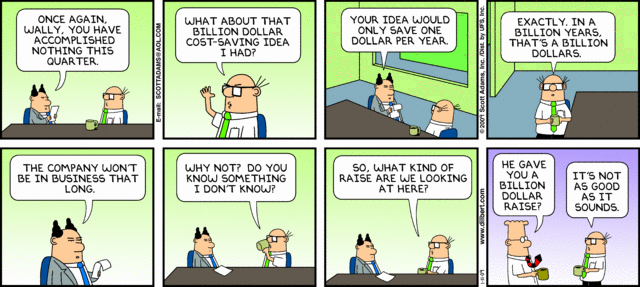 ONCE AGAIN,
WALLY, YOU HAVE
ACCOMPLISHED
NOTHING THIS
QUARTER.
E-mail: SCOTTADAMS@AOL.COM
WHAT ABOUT THAT
BILLION DOLLAR
COST-SAVING IDEA
I HAD?
YOUR IDEA WOULD
ONLY SAVE ONE
DOLLAR PER YEAR.
© 2009 Scott Adams, Inc./Dist. by UFS, Inc.
EXACTLY. IN A
BILLION YEARS,
THAT'S A BILLION
DOLLARS.
THE COMPANY WON'T
BE IN BUSINESS THAT
LONG.
WHY NOT? DO YOU
KNOW SOMETHING
I DON'T KNOW?
SO, WHAT KIND OF
RAISE ARE WE LOOKING
AT HERE?
www.dilbert.com
1-11-09
HE GAVE
YOU A
BILLION
DOLLAR
RAISE?
IT'S NOT
AS GOOD
AS IT
SOUNDS.